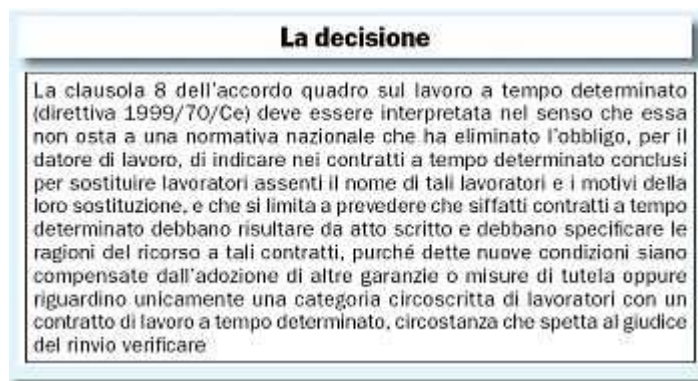 La decisione
La clausola 8 dell'accordo quadro sul lavoro a tempo determinato
(direttiva 1999/70/Ce) deve essere interpretata nel senso che essa
non osta a una normativa nazionale che ha eliminato l'obbligo, per il
datore di lavoro, di indicare nei contratti a tempo determinato conclusi
per sostituire lavoratori assenti il nome di tali lavoratori e i motivi della
loro sostituzione, e che si limita a prevedere che siffatti contratti a tempo
determinato debbano risultare da atto scritto e debbano specificare le
ragioni del ricorso a tali contratti, purché dette nuove condizioni siano
compensate dall'adozione di altre garanzie o misure di tutela oppure
riguardino unicamente una categoria circoscritta di lavoratori con un
contratto di lavoro a tempo determinato, circostanza che spetta al giudice
del rinvio verificare